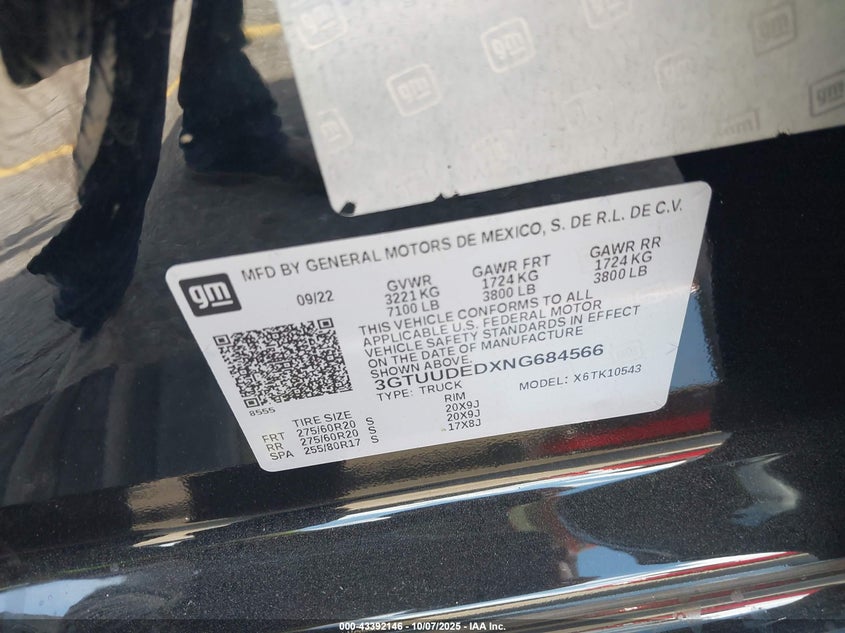 gm
gm
gm
gm
gm
MFD BY GENERAL MOTORS DE MEXICO, S. DE R.L. DE C.V.
09/22 GVWR GAWR FRT GAWR RR
3221 KG 1724 KG 1724 KG
7100 LB 3800 LB 3800 LB
THIS VEHICLE CONFORMS TO ALL
APPLICABLE U.S. FEDERAL MOTOR
VEHICLE SAFETY STANDARDS IN EFFECT
ON THE DATE OF MANUFACTURE
SHOWN ABOVE.
3GTUUDEDXNG684566
TYPE: TRUCK MODEL: X6TK10543
8555
TIRE SIZE RIM
FRT 275/60R20 S 20X9J
RR 275/60R20 S 20X9J
SPA 255/80R17 S 17X8J
000-43392146 - 10/07/2025 - IAA Inc.